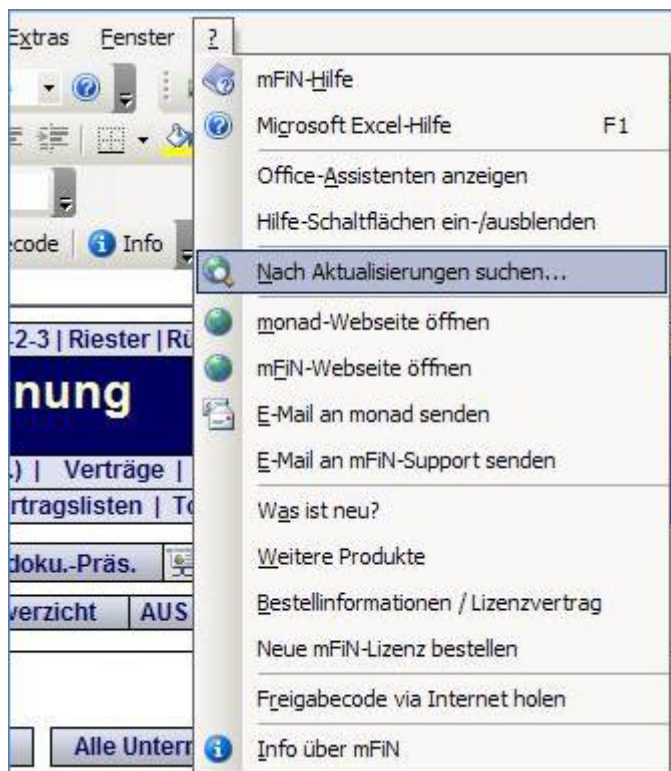 Extras Fenster ?
mFiN-Hilfe
Microsoft Excel-Hilfe F1
Office-Assistenten anzeigen
Hilfe-Schaltflächen ein-/ausblenden
Info
Nach Aktualisierungen suchen...
monad-Webseite öffnen
-2-3 | Riester |
mFiN-Webseite öffnen
nung
E-Mail an monad senden
E-Mail an mFiN-Support senden
.) | Verträge |
rtragslisten |
Was ist neu?
doku.-Präs.
Weitere Produkte
verzicht AUS
Bestellinformationen / Lizenzvertrag
Neue mFiN-Lizenz bestellen
Freigabecode via Internet holen
Alle Untern
Info über mFiN